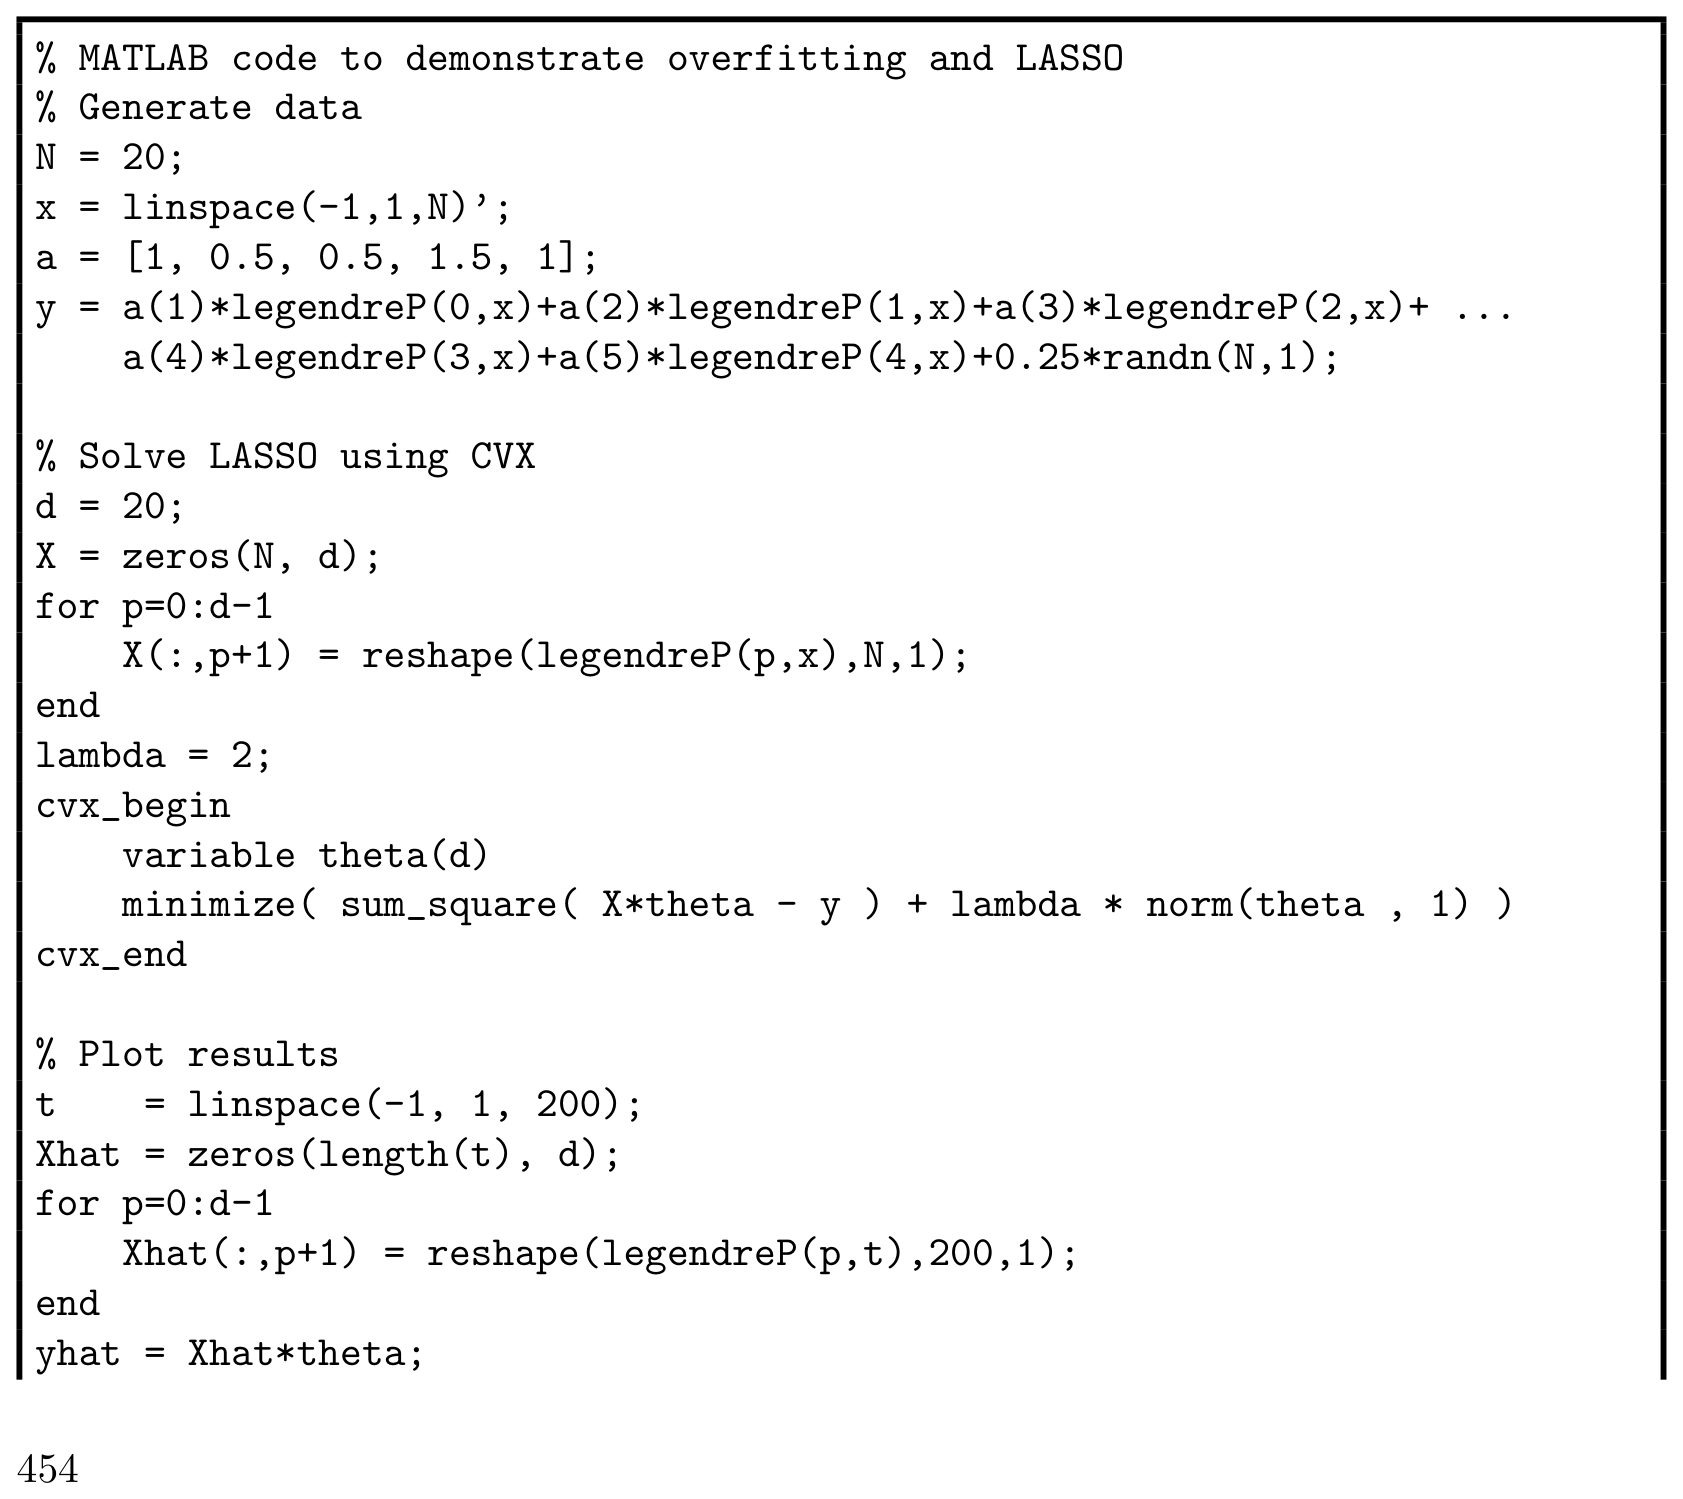 % MATLAB code to demonstrate overfitting and LASSO
% Generate data
N = 20;
x = linspace(-1,1,N)';
a = [1, 0.5, 0.5, 1.5, 1];
y = a(1)*legendreP(0,x)+a(2)*legendreP(1,x)+a(3)*legendreP(2,x)+ ...
    a(4)*legendreP(3,x)+a(5)*legendreP(4,x)+0.25*randn(N,1);

% Solve LASSO using CVX
d = 20;
X = zeros(N, d);
for p=0:d-1
    X(:,p+1) = reshape(legendreP(p,x),N,1);
end
lambda = 2;
cvx_begin
    variable theta(d)
    minimize( sum_square( X*theta - y ) + lambda * norm(theta , 1) )
cvx_end

% Plot results
t    = linspace(-1, 1, 200);
Xhat = zeros(length(t), d);
for p=0:d-1
    Xhat(:,p+1) = reshape(legendreP(p,t),200,1);
end
yhat = Xhat*theta;
454